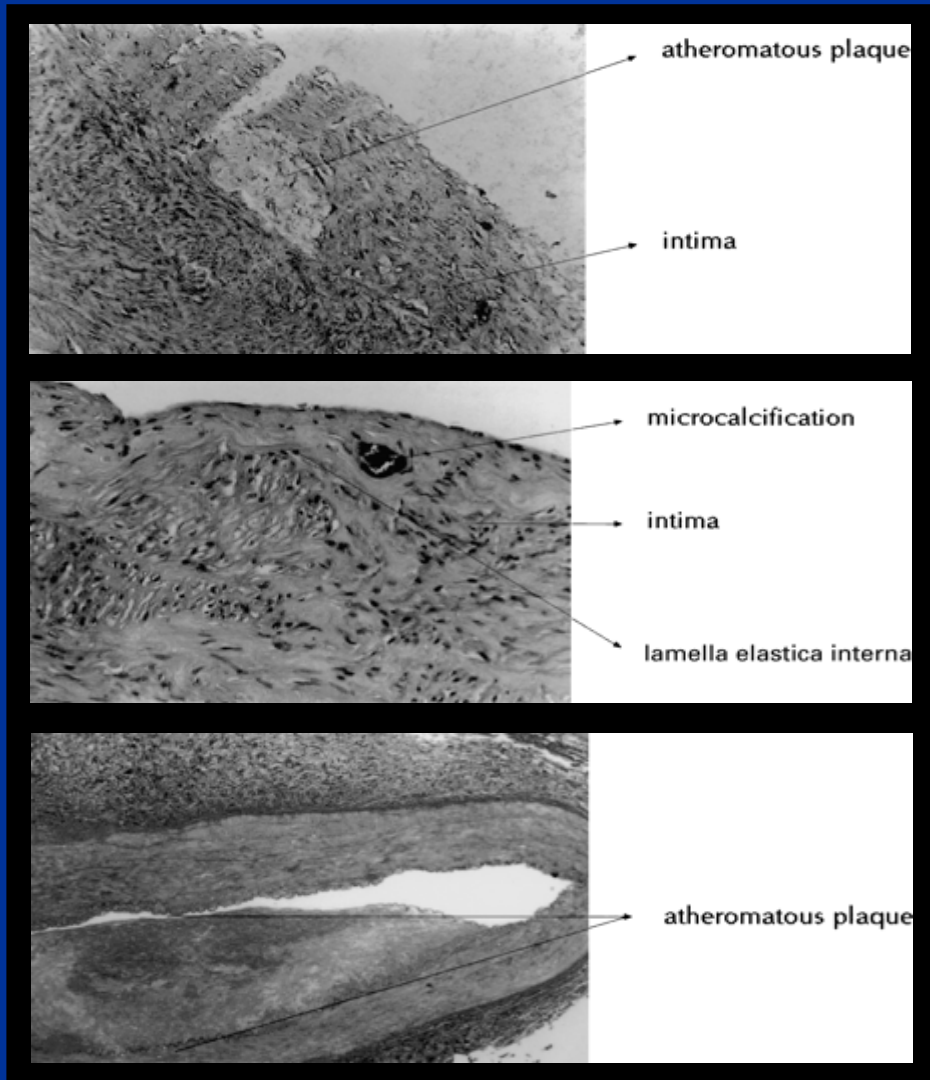 atheromatous plaque
intima
microcalcification
intima
lamella elastica interna
atheromatous plaque